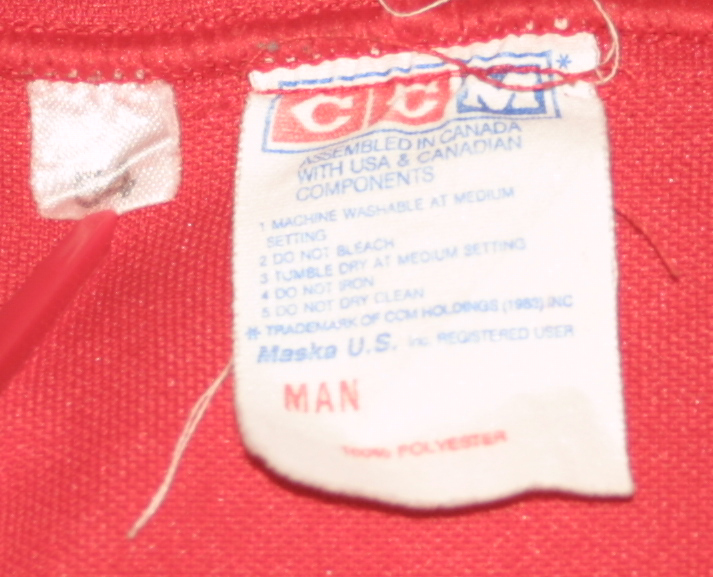 CCM*
ASSEMBLED IN CANADA
WITH USA & CANADIAN
COMPONENTS
1 MACHINE WASHABLE AT MEDIUM
SETTING
2 DO NOT BLEACH
3 TUMBLE DRY AT MEDIUM SETTING
4 DO NOT IRON
5 DO NOT DRY CLEAN
* TRADEMARK OF CCM HOLDINGS (1983) INC
Maska U.S. Inc. REGISTERED USER
MAN
100% POLYESTER